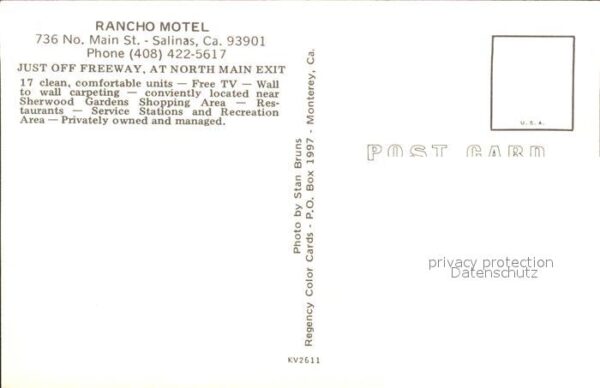 RANCHO MOTEL
736 No. Main St. - Salinas, Ca. 93901
Phone (408) 422-5617
JUST OFF FREEWAY, AT NORTH MAIN EXIT
17 clean, comfortable units — Free TV — Wall
to wall carpeting — conviently located near
Sherwood Gardens Shopping Area — Res-
taurants — Service Stations and Recreation
Area — Privately owned and managed.
Photo by Stan Bruns
Regency Color Cards - P.O. Box 1997 - Monterey, Ca.
KV2611
U. S. A.
POST CARD
privacy protection
Datenschutz